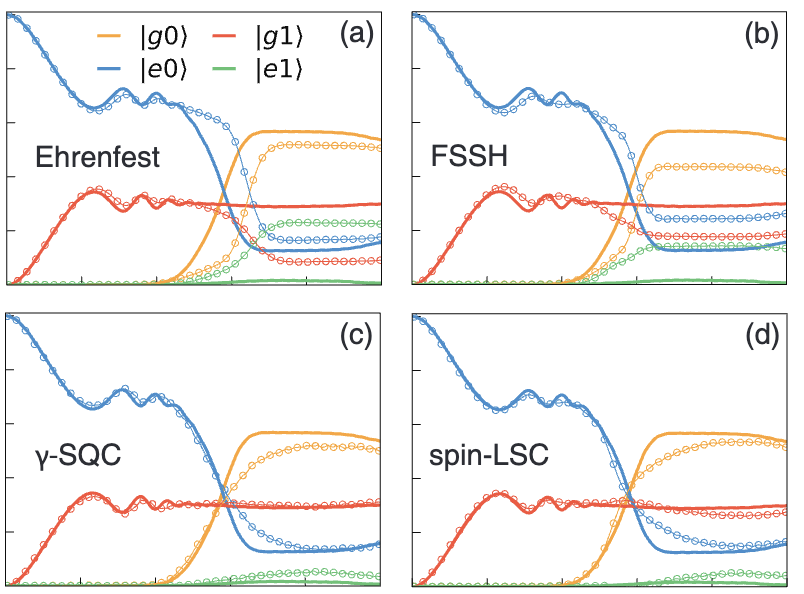 (a)
|g0⟩ |g1⟩
|e0⟩ |e1⟩
Ehrenfest
(b)
FSSH
(c)
γ-SQC
(d)
spin-LSC